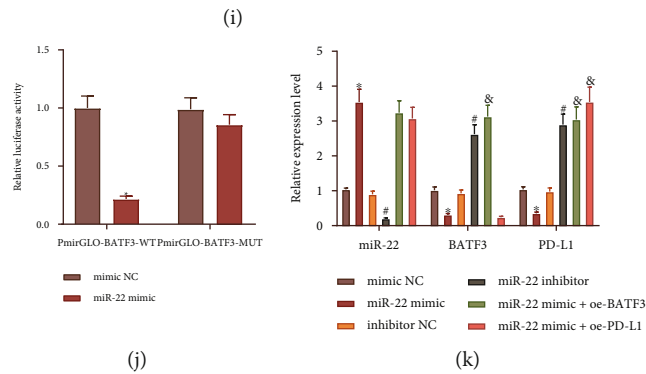 (i)
Relative luciferase activity
1.5
1.0
0.5
0.0
*
PmirGLO-BATF3-WT PmirGLO-BATF3-MUT
mimic NC
miR-22 mimic
(j)
Relative expression level
5
4
3
2
1
0
* # * # & * # & &
miR-22 BATF3 PD-L1
mimic NC
miR-22 mimic
inhibitor NC
miR-22 inhibitor
miR-22 mimic + oe-BATF3
miR-22 mimic + oe-PD-L1
(k)